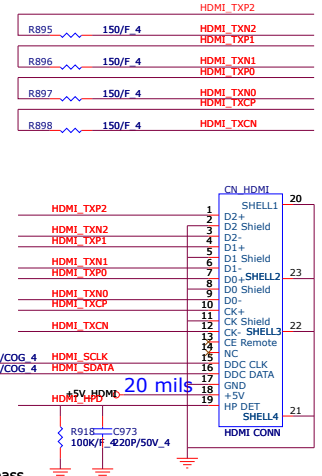 HDMI_TXP2
R895 150/F_4 HDMI_TXN2
HDMI_TXP1
R896 150/F_4 HDMI_TXN1
HDMI_TXP0
R897 150/F_4 HDMI_TXN0
HDMI_TXCP
R898 150/F_4 HDMI_TXCN
CN_HDMI
SHELL1 20
HDMI_TXP2 1 D2+
2 D2 Shield
HDMI_TXN2 3 D2-
HDMI_TXP1 4 D1+
5 D1 Shield
HDMI_TXN1 6 D1-
HDMI_TXP0 7 D0+ SHELL2 23
8 D0 Shield
HDMI_TXN0 9 D0-
HDMI_TXCP 10 CK+
11 CK Shield
HDMI_TXCN 12 CK- SHELL3 22
13 CE Remote
14 NC
/COG_4 HDMI_SCLK 15 DDC CLK
/COG_4 HDMI_SDATA 16 DDC DATA
17 GND
+5V_HDMI 20 mils 18 +5V
HDMI_HPD 19 HP DET
SHELL4 21
HDMI CONN
R918 C973
100K/F_4 220P/50V_4